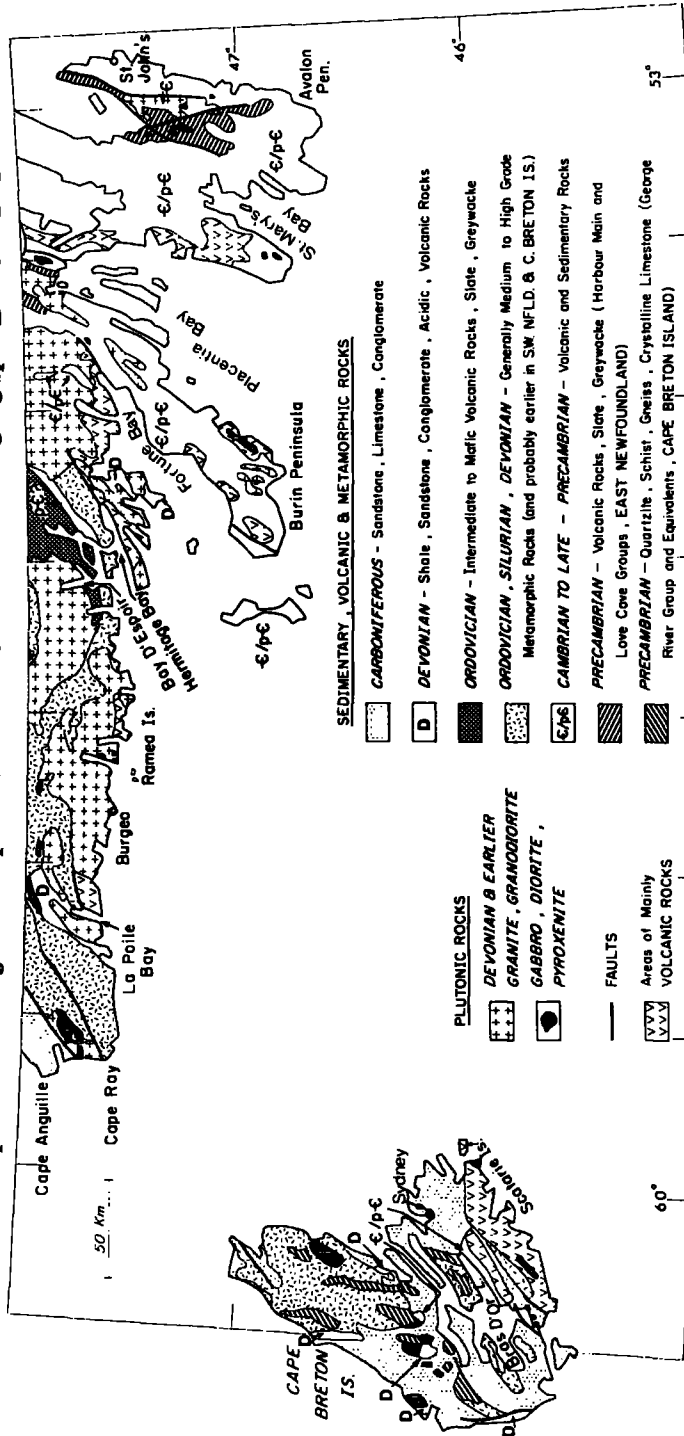 Cape Anguille
Cape Ray
50 Km
La Poile
Bay
Burgeo
Ramea Is.
Bay D'Espoir
Hermitage Bay
Fortune Bay
Placentia
Bay
Burin Peninsula
St. Mary's
Bay
Avalon
Pen.
St.
John's
D
D
D
Є/p-Є
Є/p-Є
Є/p-Є
Є/p-Є
47°
46°
53°
60°
CAPE
BRETON
IS.
D
D
D
D
D
D
Є/p-Є
Sydney
Scatarie Is.
Bras D'Or
PLUTONIC ROCKS
DEVONIAN & EARLIER
GRANITE, GRANODIORITE
GABBRO, DIORITE,
PYROXENITE
FAULTS
Areas of Mainly
VOLCANIC ROCKS
SEDIMENTARY, VOLCANIC & METAMORPHIC ROCKS
CARBONIFEROUS - Sandstone, Limestone, Conglomerate
D DEVONIAN - Shale, Sandstone, Conglomerate, Acidic, Volcanic Rocks
ORDOVICIAN - Intermediate to Mafic Volcanic Rocks, Slate, Greywacke
ORDOVICIAN, SILURIAN, DEVONIAN - Generally Medium to High Grade
Metamorphic Rocks (and probably earlier in S.W. NFLD. & C. BRETON IS.)
Є/pЄ CAMBRIAN TO LATE - PRECAMBRIAN - Volcanic and Sedimentary Rocks
PRECAMBRIAN - Volcanic Rocks, Slate, Greywacke (Harbour Main and
Love Cove Groups, EAST NEWFOUNDLAND)
PRECAMBRIAN - Quartzite, Schist, Gneiss, Crystalline Limestone (George
River Group and Equivalents, CAPE BRETON ISLAND)